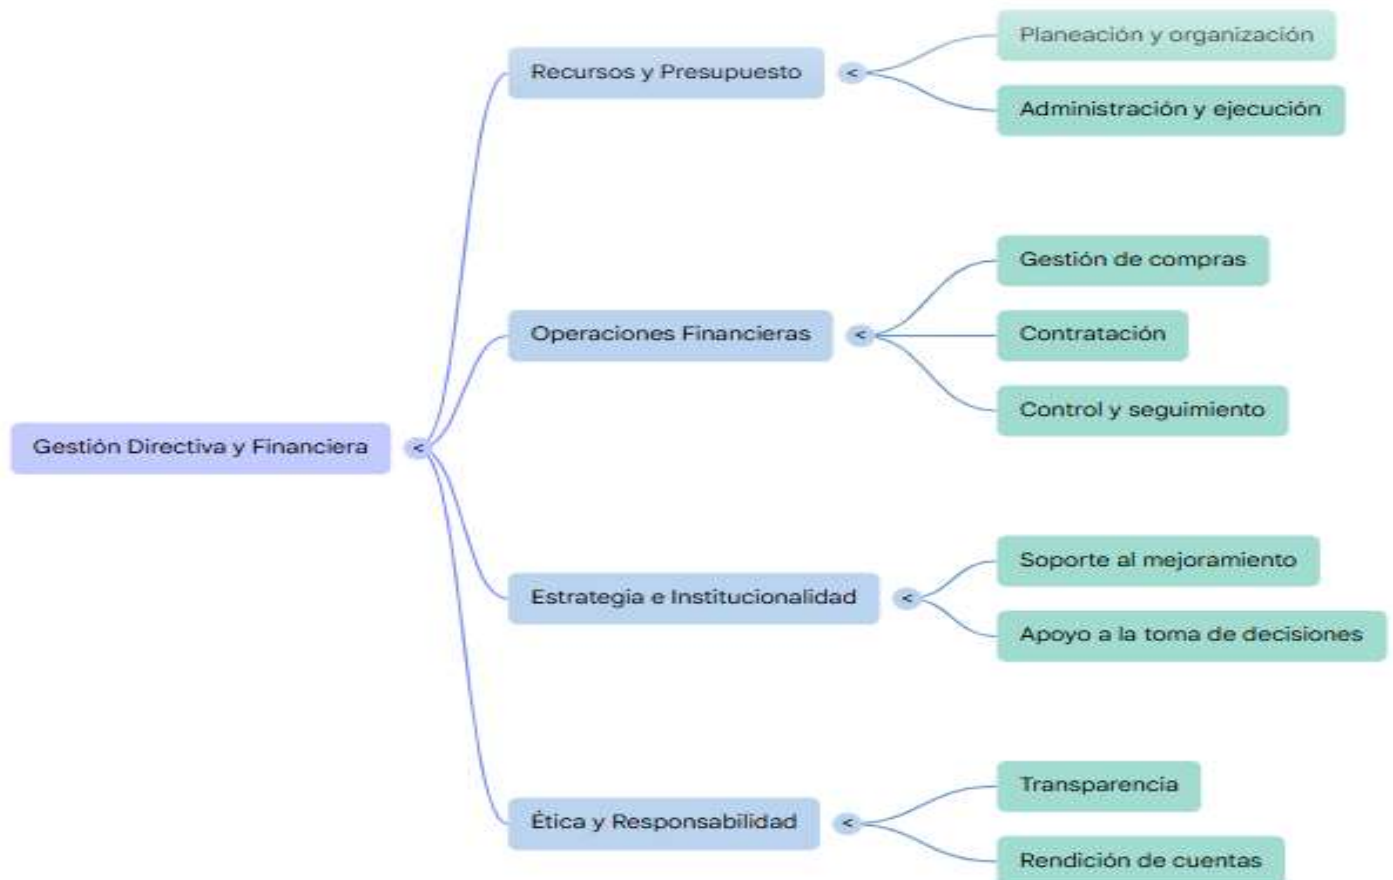 Gestión Directiva y Financiera
Recursos y Presupuesto
Planeación y organización
Administración y ejecución
Operaciones Financieras
Gestión de compras
Contratación
Control y seguimiento
Estrategia e Institucionalidad
Soporte al mejoramiento
Apoyo a la toma de decisiones
Ética y Responsabilidad
Transparencia
Rendición de cuentas